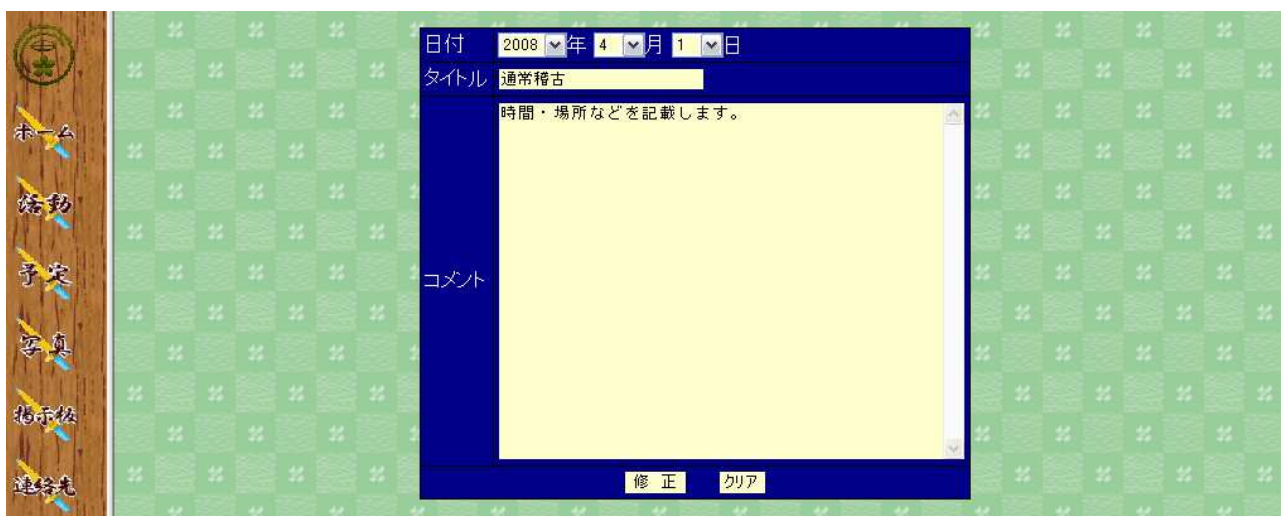 ホーム
活動
予定
写真
掲示板
連絡先
日付 2008 年 4 月 1 日
タイトル 通常稽古
コメント 時間・場所などを記載します。
修 正 クリア